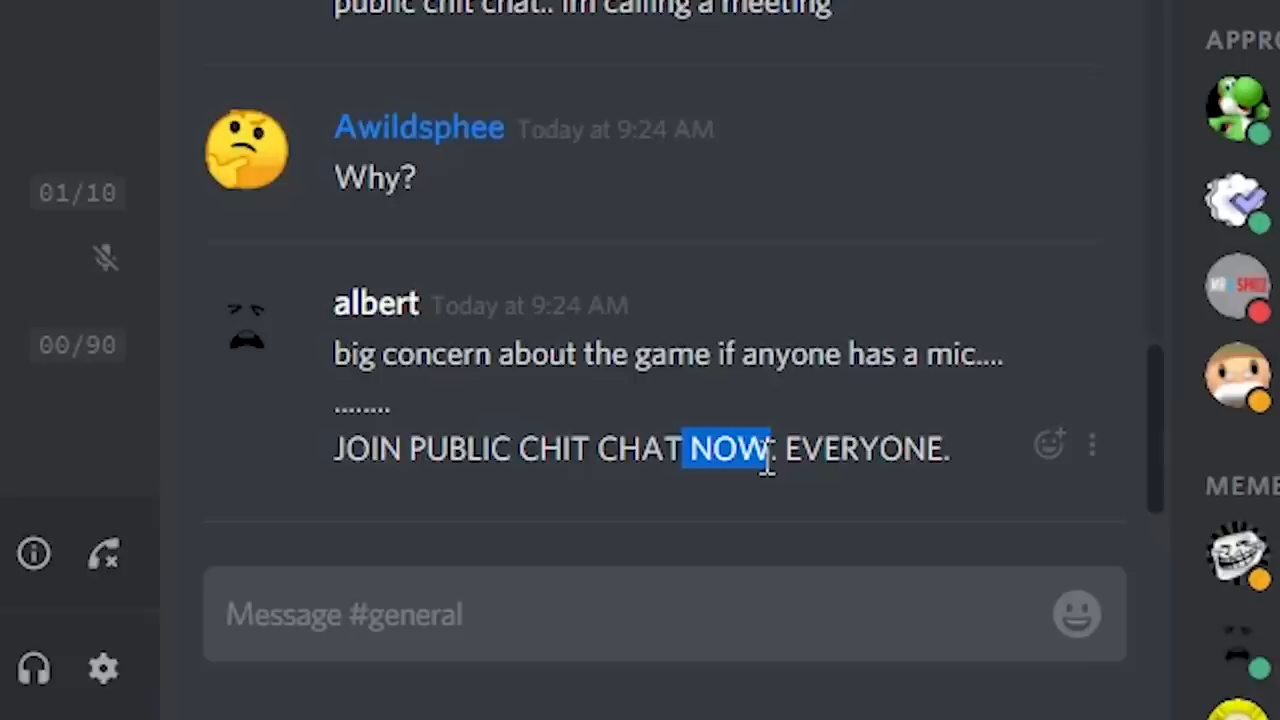 public chit chat.. im calling a meeting
APPRO
Awildsphee Today at 9:24 AM
Why?
01/10
albert Today at 9:24 AM
00/90
big concern about the game if anyone has a mic....
........
JOIN PUBLIC CHIT CHAT NOW. EVERYONE.
MEME
Message #general